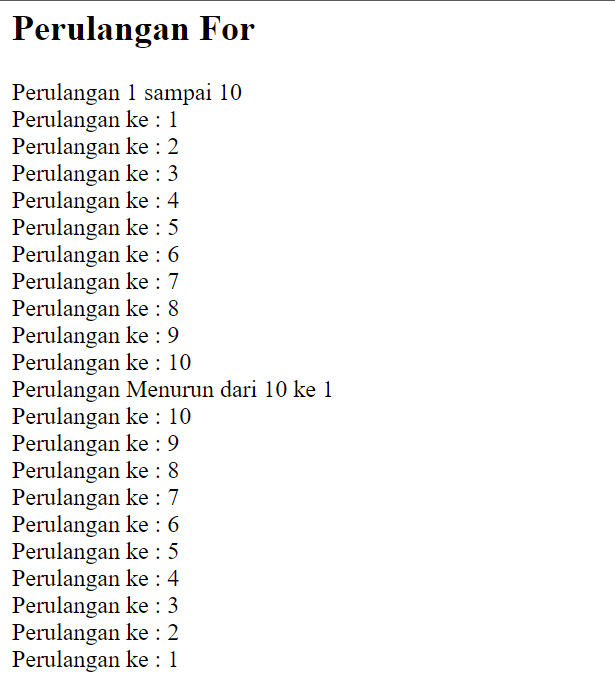 Perulangan For
Perulangan 1 sampai 10
Perulangan ke : 1
Perulangan ke : 2
Perulangan ke : 3
Perulangan ke : 4
Perulangan ke : 5
Perulangan ke : 6
Perulangan ke : 7
Perulangan ke : 8
Perulangan ke : 9
Perulangan ke : 10
Perulangan Menurun dari 10 ke 1
Perulangan ke : 10
Perulangan ke : 9
Perulangan ke : 8
Perulangan ke : 7
Perulangan ke : 6
Perulangan ke : 5
Perulangan ke : 4
Perulangan ke : 3
Perulangan ke : 2
Perulangan ke : 1